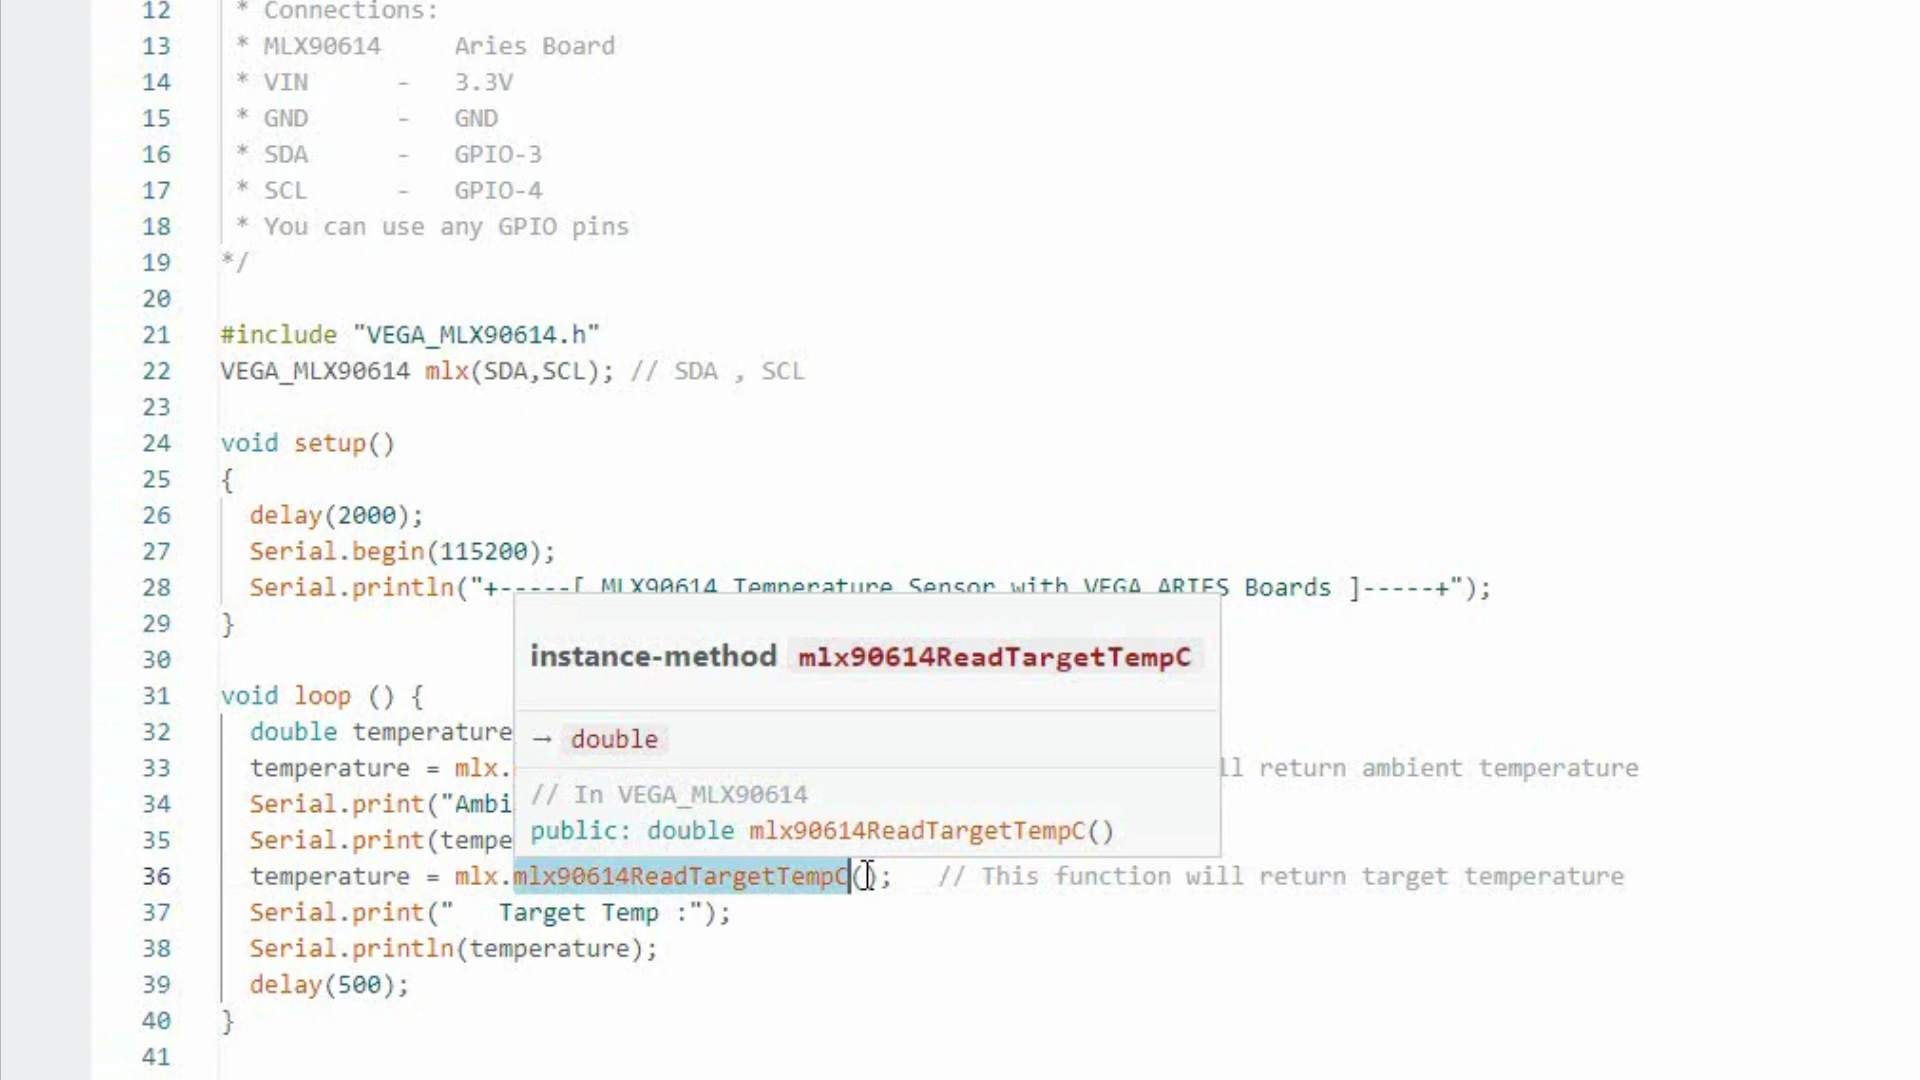 12 * Connections:
13 * MLX90614     Aries Board
14 * VIN      -   3.3V
15 * GND      -   GND
16 * SDA      -   GPIO-3
17 * SCL      -   GPIO-4
18 * You can use any GPIO pins
19 */
20
21 #include "VEGA_MLX90614.h"
22 VEGA_MLX90614 mlx(SDA,SCL); // SDA , SCL
23
24 void setup()
25 {
26   delay(2000);
27   Serial.begin(115200);
28   Serial.println("+-----[ MLX90614 Temperature Sensor with VEGA ARIES Boards ]-----+");
29 }
30
instance-method mlx90614ReadTargetTempC
31 void loop () {
32   double temperature
→ double
33   temperature = mlx. ll return ambient temperature
// In VEGA_MLX90614
34   Serial.print("Ambi
public: double mlx90614ReadTargetTempC()
35   Serial.print(tempe
36   temperature = mlx.mlx90614ReadTargetTempC();   // This function will return target temperature
37   Serial.print("   Target Temp :");
38   Serial.println(temperature);
39   delay(500);
40 }
41